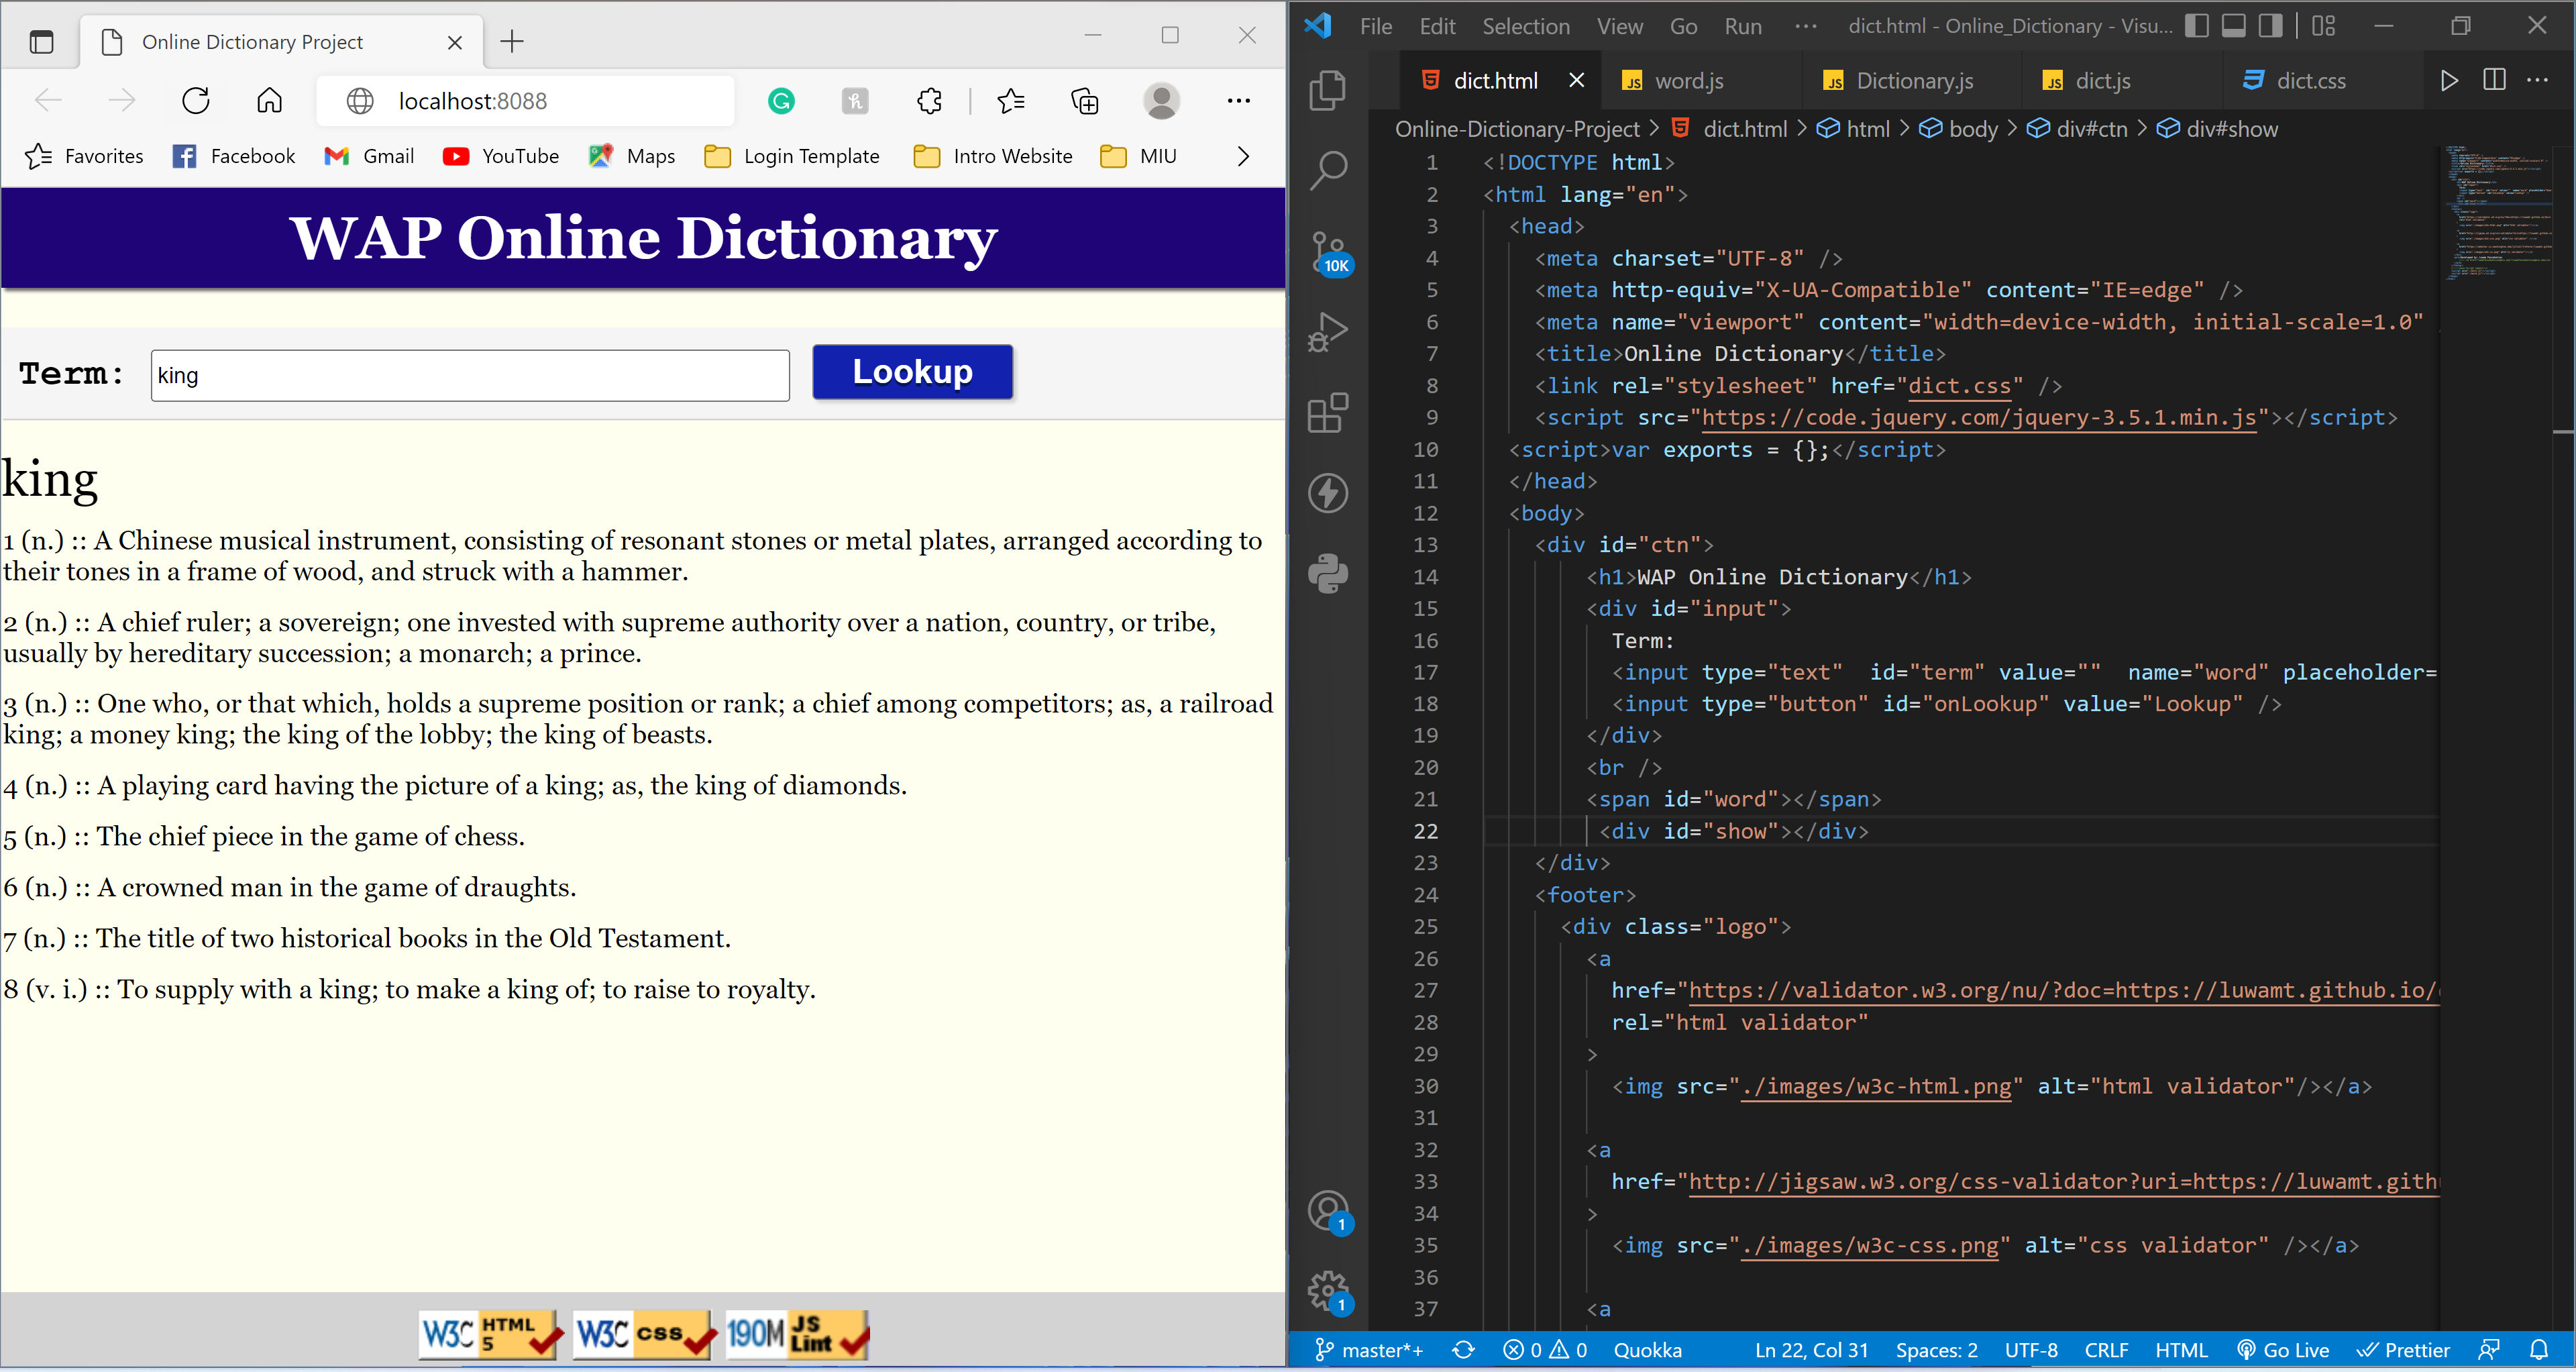 Online Dictionary Project
localhost:8088
Favorites Facebook Gmail YouTube Maps Login Template Intro Website MIU
WAP Online Dictionary
Term: king Lookup
king
1 (n.) :: A Chinese musical instrument, consisting of resonant stones or metal plates, arranged according to
their tones in a frame of wood, and struck with a hammer.
2 (n.) :: A chief ruler; a sovereign; one invested with supreme authority over a nation, country, or tribe,
usually by hereditary succession; a monarch; a prince.
3 (n.) :: One who, or that which, holds a supreme position or rank; a chief among competitors; as, a railroad
king; a money king; the king of the lobby; the king of beasts.
4 (n.) :: A playing card having the picture of a king; as, the king of diamonds.
5 (n.) :: The chief piece in the game of chess.
6 (n.) :: A crowned man in the game of draughts.
7 (n.) :: The title of two historical books in the Old Testament.
8 (v. i.) :: To supply with a king; to make a king of; to raise to royalty.
W3C HTML 5 W3C css 190M JS Lint
File Edit Selection View Go Run ··· dict.html - Online_Dictionary - Visu...
dict.html word.js Dictionary.js dict.js dict.css
Online-Dictionary-Project > dict.html > html > body > div#ctn > div#show
10K
1
1
1 <!DOCTYPE html>
2 <html lang="en">
3 <head>
4 <meta charset="UTF-8" />
5 <meta http-equiv="X-UA-Compatible" content="IE=edge" />
6 <meta name="viewport" content="width=device-width, initial-scale=1.0"
7 <title>Online Dictionary</title>
8 <link rel="stylesheet" href="dict.css" />
9 <script src="https://code.jquery.com/jquery-3.5.1.min.js"></script>
10 <script>var exports = {};</script>
11 </head>
12 <body>
13 <div id="ctn">
14 <h1>WAP Online Dictionary</h1>
15 <div id="input">
16 Term:
17 <input type="text"  id="term" value=""  name="word" placeholder=
18 <input type="button" id="onLookup" value="Lookup" />
19 </div>
20 <br />
21 <span id="word"></span>
22 <div id="show"></div>
23 </div>
24 <footer>
25 <div class="logo">
26 <a
27 href="https://validator.w3.org/nu/?doc=https://luwamt.github.io/
28 rel="html validator"
29 >
30 <img src="./images/w3c-html.png" alt="html validator"/></a>
31
32 <a
33 href="http://jigsaw.w3.org/css-validator?uri=https://luwamt.gith
34 >
35 <img src="./images/w3c-css.png" alt="css validator" /></a>
36
37 <a
master*+ 0 0 Quokka Ln 22, Col 31 Spaces: 2 UTF-8 CRLF HTML Go Live Prettier